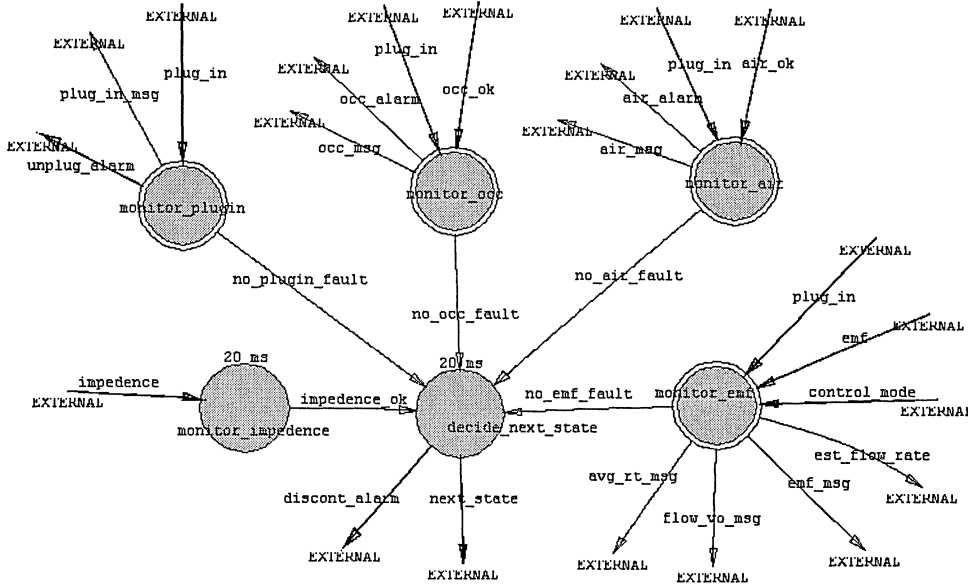 EXTERNAL
EXTERNAL
EXTERNAL
EXTERNAL
EXTERNAL
EXTERNAL
EXTERNAL
plug_in
plug_in_msg
EXTERNAL
unplug_alarm
monitor_plugin
EXTERNAL
plug_in
occ_ok
occ_alarm
EXTERNAL
occ_msg
monitor_occ
EXTERNAL
plug_in
air_ok
air_alarm
EXTERNAL
air_msg
monitor_air
no_plugin_fault
no_occ_fault
no_air_fault
EXTERNAL
plug_in
EXTERNAL
emf
20 ms
20 ms
monitor_emf
impedence
EXTERNAL
impedence_ok
no_emf_fault
control_mode
EXTERNAL
monitor_impedence
decide_next_state
est_flow_rate
avg_rt_msg
emf_msg
EXTERNAL
discont_alarm
next_state
flow_vo_msg
EXTERNAL
EXTERNAL
EXTERNAL
EXTERNAL
EXTERNAL